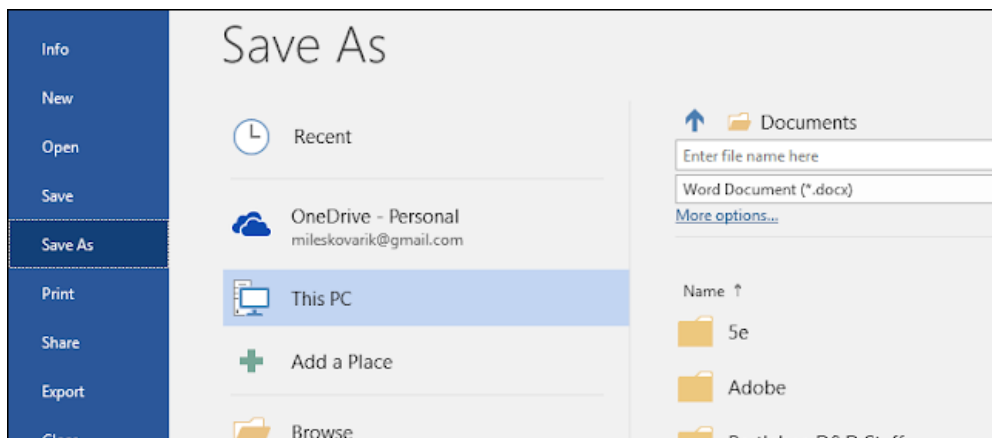 Info
New
Open
Save
Save As
Print
Share
Export
Save As
Recent
OneDrive - Personal
mileskovarik@gmail.com
This PC
Add a Place
Browse
Documents
Enter file name here
Word Document (*.docx)
More options...
Name ↑
5e
Adobe